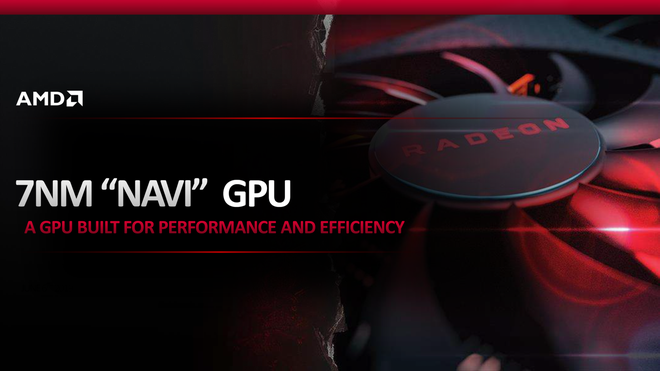 AMD
RADEON
7NM “NAVI” GPU
A GPU BUILT FOR PERFORMANCE AND EFFICIENCY